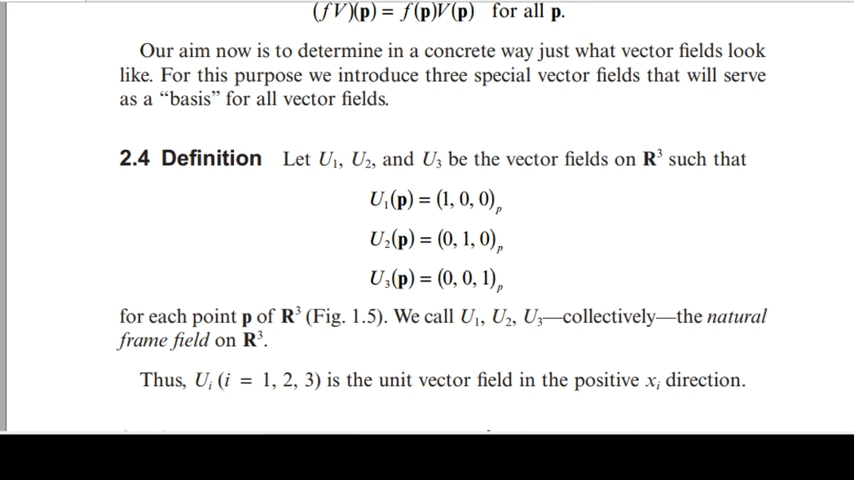 (fV)(p) = f(p)V(p) for all p.
Our aim now is to determine in a concrete way just what vector fields look
like. For this purpose we introduce three special vector fields that will serve
as a “basis” for all vector fields.
2.4 Definition Let U₁, U₂, and U₃ be the vector fields on R³ such that
U₁(p) = (1, 0, 0)ₚ
U₂(p) = (0, 1, 0)ₚ
U₃(p) = (0, 0, 1)ₚ
for each point p of R³ (Fig. 1.5). We call U₁, U₂, U₃—collectively—the natural
frame field on R³.
Thus, Uᵢ (i = 1, 2, 3) is the unit vector field in the positive xᵢ direction.